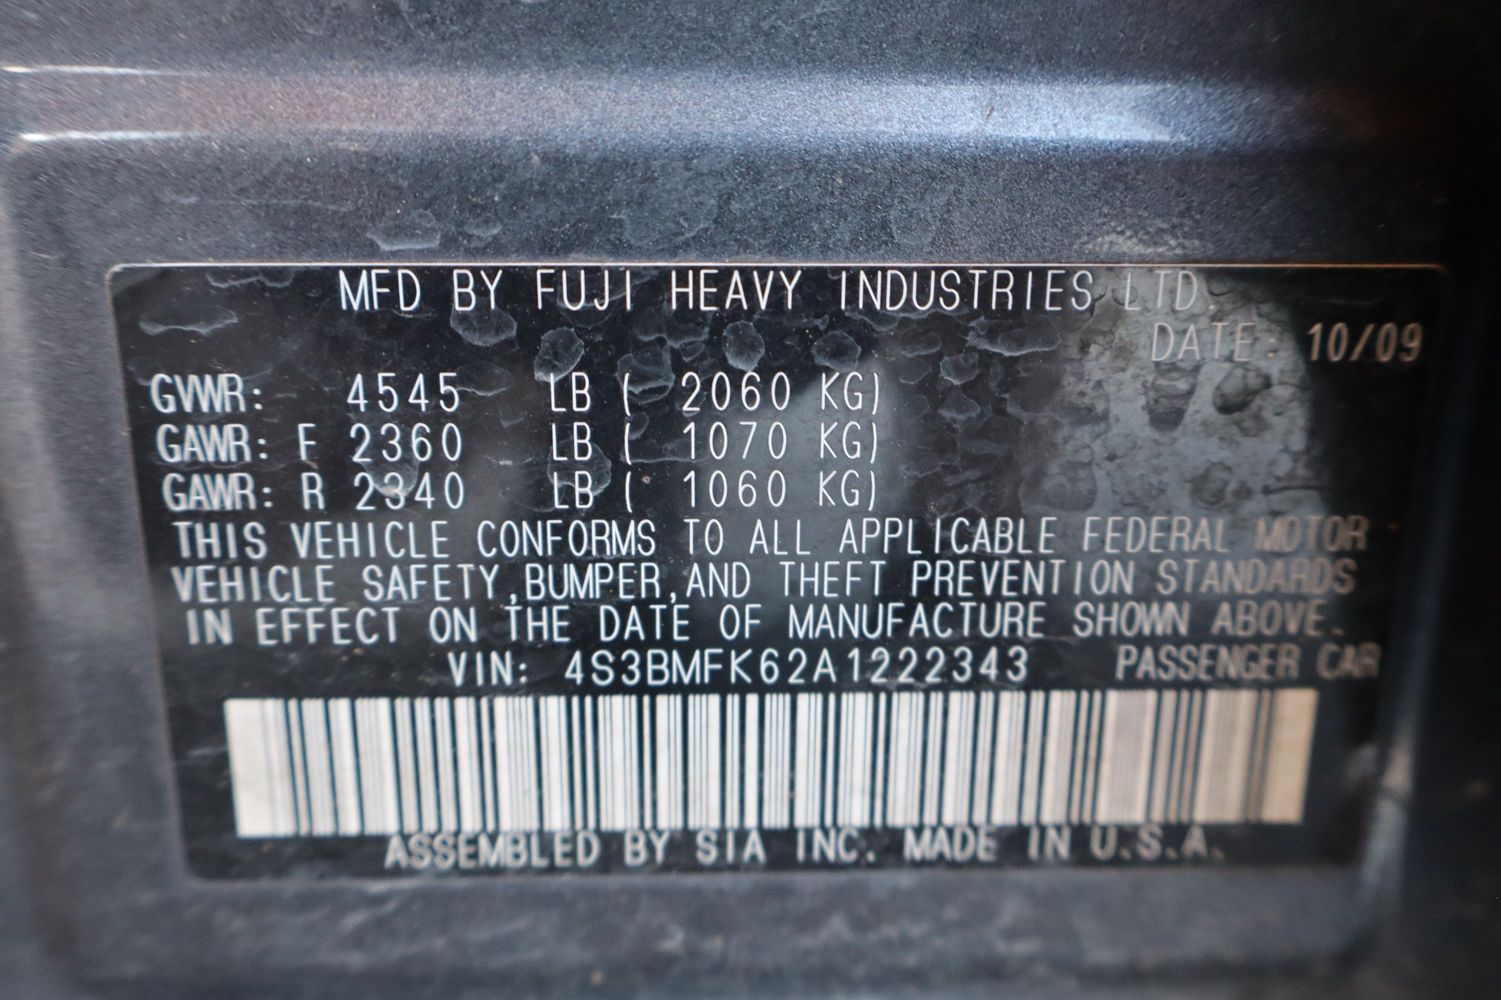 MFD BY FUJI HEAVY INDUSTRIES LTD.
DATE: 10/09
GVWR: 4545 LB ( 2060 KG)
GAWR: F 2360 LB ( 1070 KG)
GAWR: R 2340 LB ( 1060 KG)
THIS VEHICLE CONFORMS TO ALL APPLICABLE FEDERAL MOTOR
VEHICLE SAFETY,BUMPER,AND THEFT PREVENTION STANDARDS
IN EFFECT ON THE DATE OF MANUFACTURE SHOWN ABOVE.
VIN: 4S3BMFK62A1222343 PASSENGER CAR
ASSEMBLED BY SIA INC. MADE IN U.S.A.